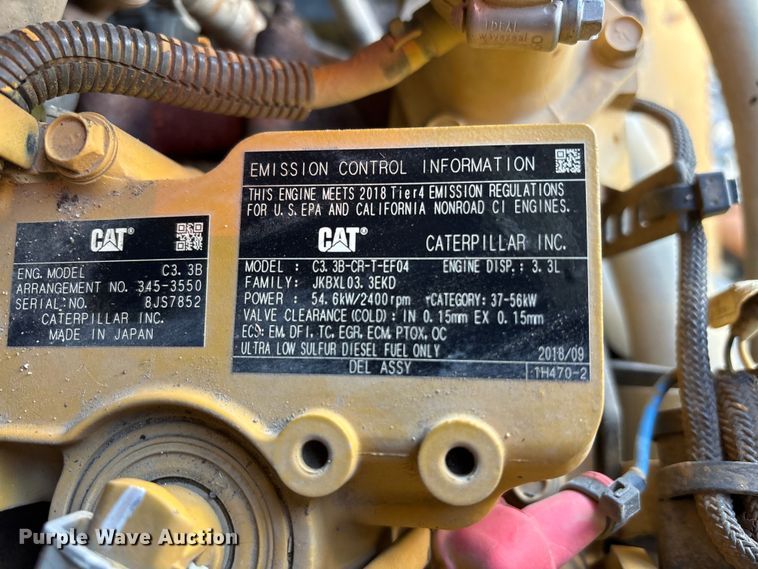 IDEAL
CAT®
ENG. MODEL C3.3B
ARRANGEMENT NO. 345-3550
SERIAL NO. 8JS7852
CATERPILLAR INC.
MADE IN JAPAN
EMISSION CONTROL INFORMATION
THIS ENGINE MEETS 2018 Tier4 EMISSION REGULATIONS
FOR U.S.EPA AND CALIFORNIA NONROAD CI ENGINES.
CAT® CATERPILLAR INC.
MODEL : C3.3B-CR-T-EF04 ENGINE DISP.: 3.3L
FAMILY: JKBXL03.3EKD
POWER : 54.6kW/2400rpm CATEGORY: 37-56kW
VALVE CLEARANCE(COLD): IN 0.15mm EX 0.15mm
ECS: EM, DFI, TC, EGR, ECM, PTOX, OC
ULTRA LOW SULFUR DIESEL FUEL ONLY 2018/09
DEL ASSY 1H470-2
Purple Wave Auction